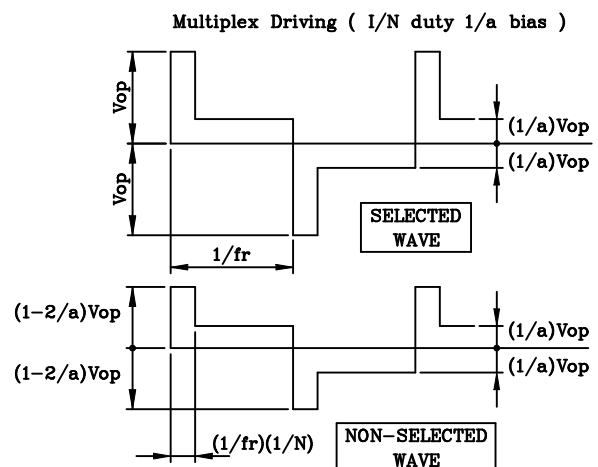 Multiplex Driving ( I/N duty 1/a bias )
Vop
Vop
(1/a)Vop
(1/a)Vop
SELECTED
WAVE
1/fr
(1-2/a)Vop
(1-2/a)Vop
(1/a)Vop
(1/a)Vop
(1/fr)(1/N)
NON-SELECTED
WAVE